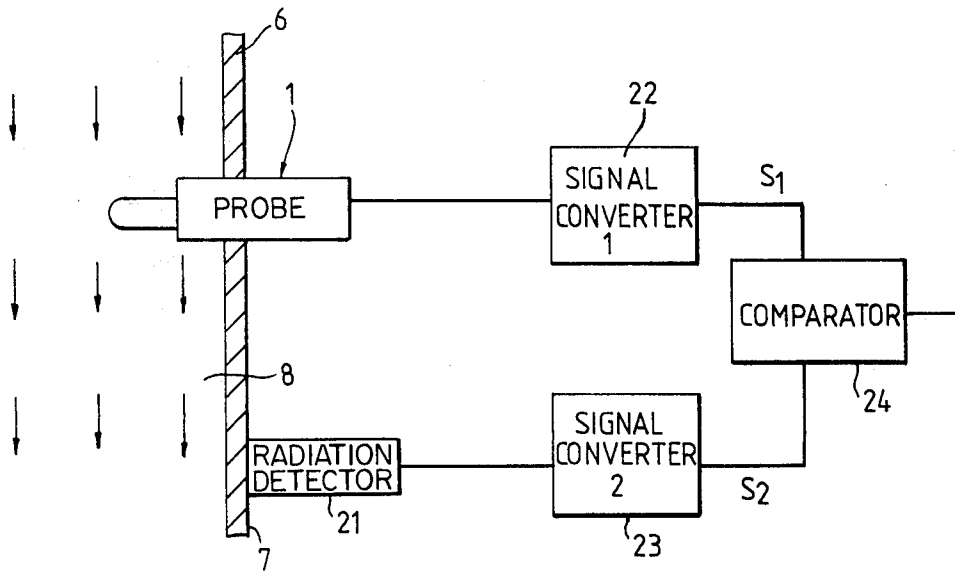 6
1
PROBE
22
SIGNAL
CONVERTER
1
S1
COMPARATOR
24
8
RADIATION
DETECTOR
21
7
SIGNAL
CONVERTER
2
23
S2